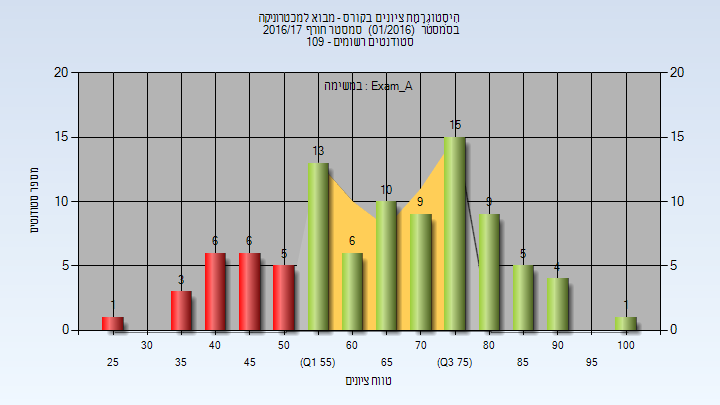 היסטוגרמת ציונים בקורס - מבוא למכטרוניקה
בסמסטר (01/2016) סמסטר חורף 2016/17
סטודנטים רשומים - 109
במשימה : Exam_A
20 20
15 15
10 10
5 5
0 0
מספר סטודנטים
1 3 6 6 5 13 6 10 9 15 9 5 4 1
30 40 50 60 70 80 90 100
25 35 45 (Q1 55) 65 (Q3 75) 85 95
טווח ציונים